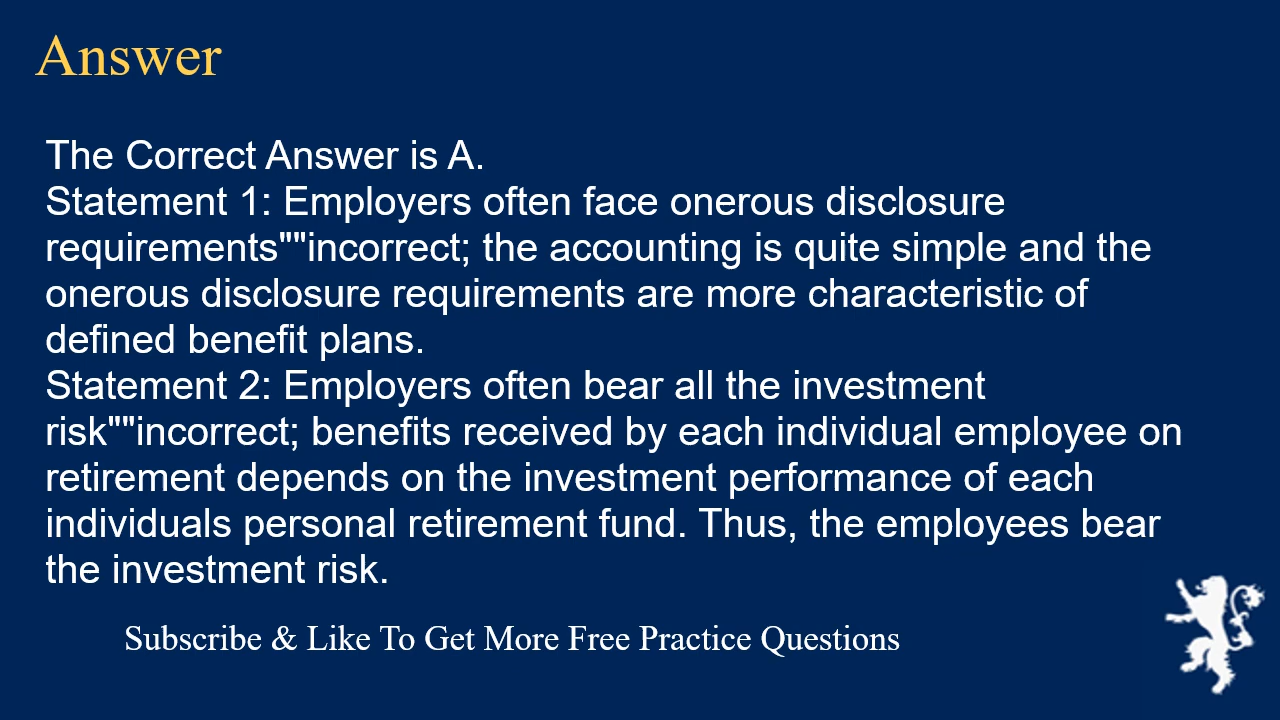 Answer
The Correct Answer is A.
Statement 1: Employers often face onerous disclosure
requirements""incorrect; the accounting is quite simple and the
onerous disclosure requirements are more characteristic of
defined benefit plans.
Statement 2: Employers often bear all the investment
risk""incorrect; benefits received by each individual employee on
retirement depends on the investment performance of each
individuals personal retirement fund. Thus, the employees bear
the investment risk.
Subscribe & Like To Get More Free Practice Questions